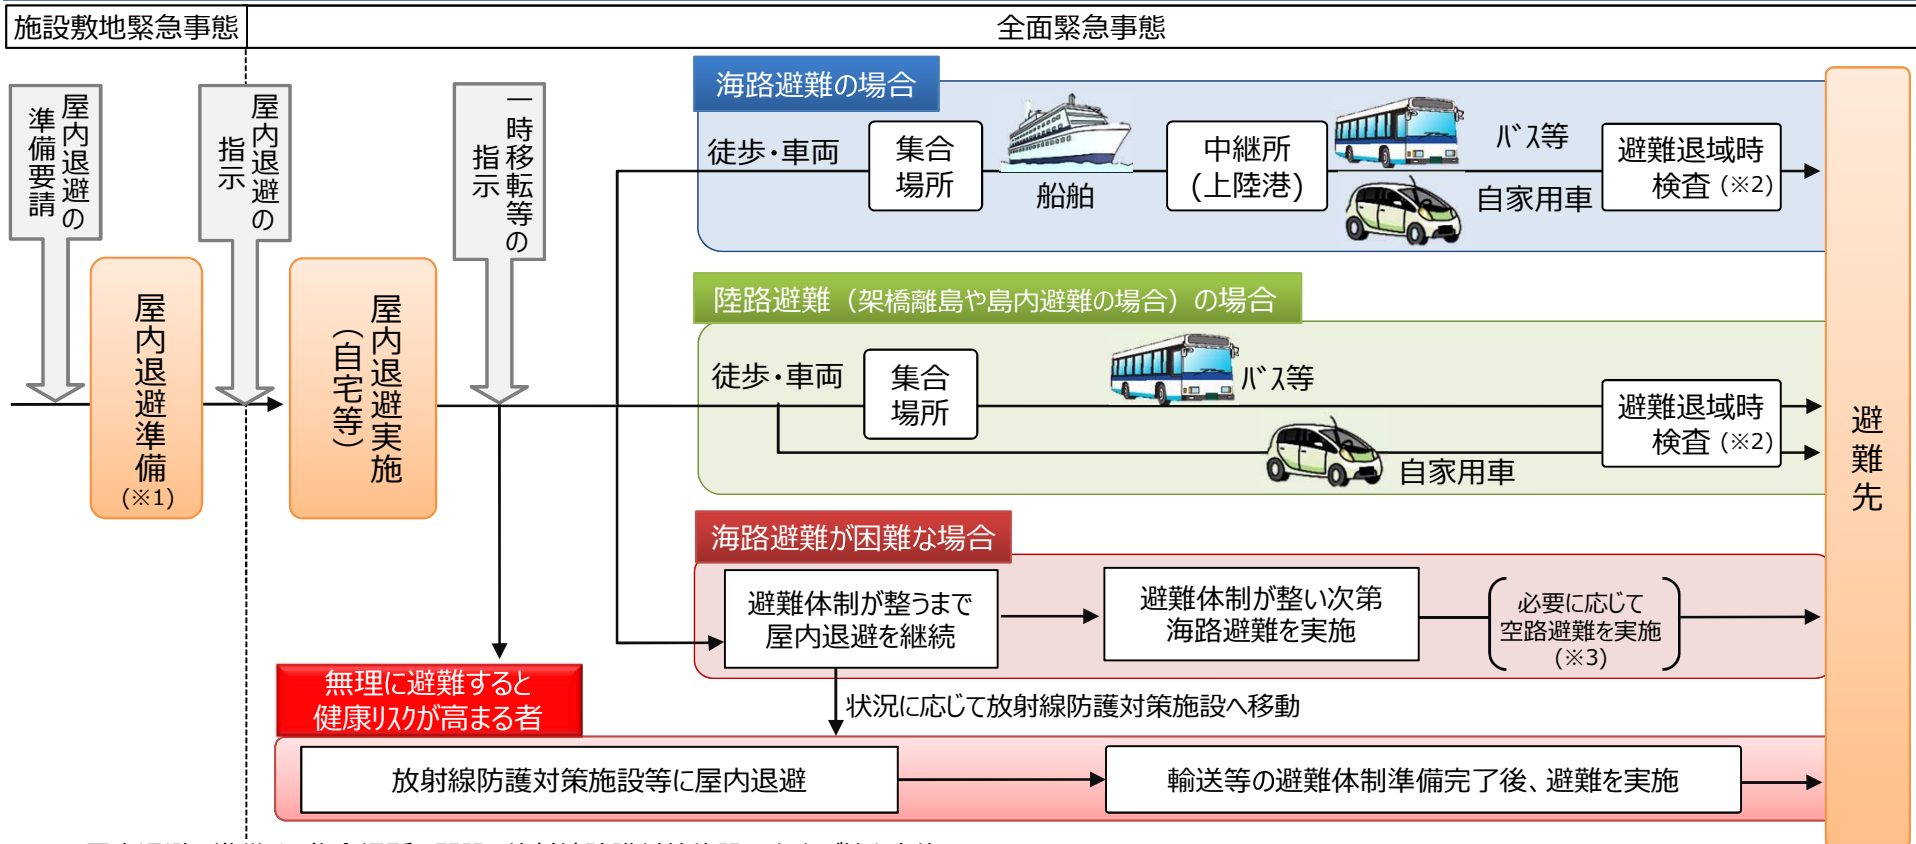 施設敷地緊急事態
全面緊急事態
屋内退避の
準備要請
屋内退避の
指示
一時移転等の
指示
屋内退避準備
(※1)
屋内退避実施
(自宅等)
海路避難の場合
徒歩・車両
集合
場所
船舶
中継所
(上陸港)
バス等
自家用車
避難退域時
検査(※2)
陸路避難（架橋離島や島内避難の場合）の場合
徒歩・車両
集合
場所
バス等
自家用車
避難退域時
検査(※2)
海路避難が困難な場合
避難体制が整うまで
屋内退避を継続
避難体制が整い次第
海路避難を実施
必要に応じて
空路避難を実施
(※3)
状況に応じて放射線防護対策施設へ移動
無理に避難すると
健康リスクが高まる者
放射線防護対策施設等に屋内退避
輸送等の避難体制準備完了後、避難を実施
避難先